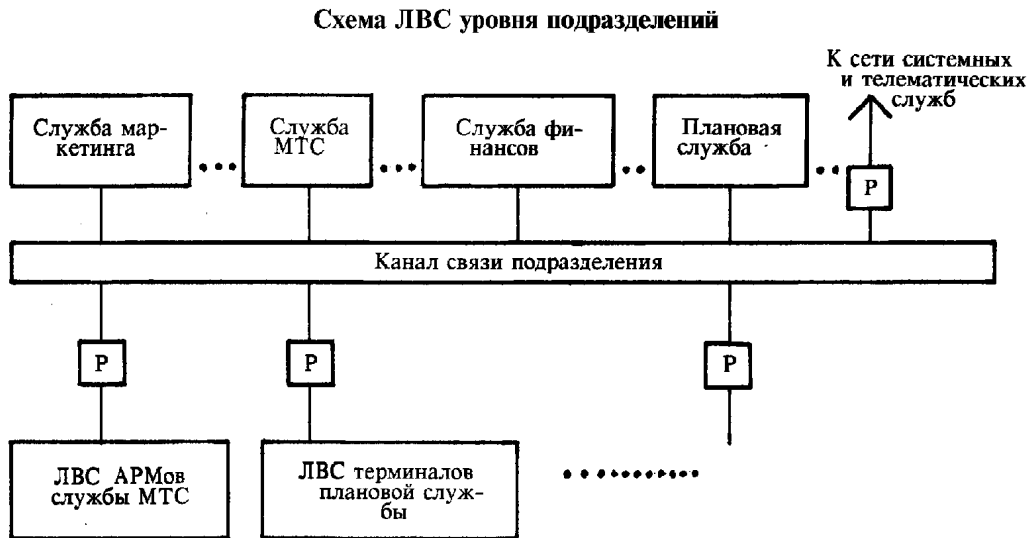 Схема ЛВС уровня подразделений
К сети системных
и телематических
служб
Служба мар-
кетинга
Служба
МТС
Служба фи-
нансов
Плановая
служба
Р
Канал связи подразделения
Р
Р
Р
ЛВС АРМов
службы МТС
ЛВС терминалов
плановой служ-
бы